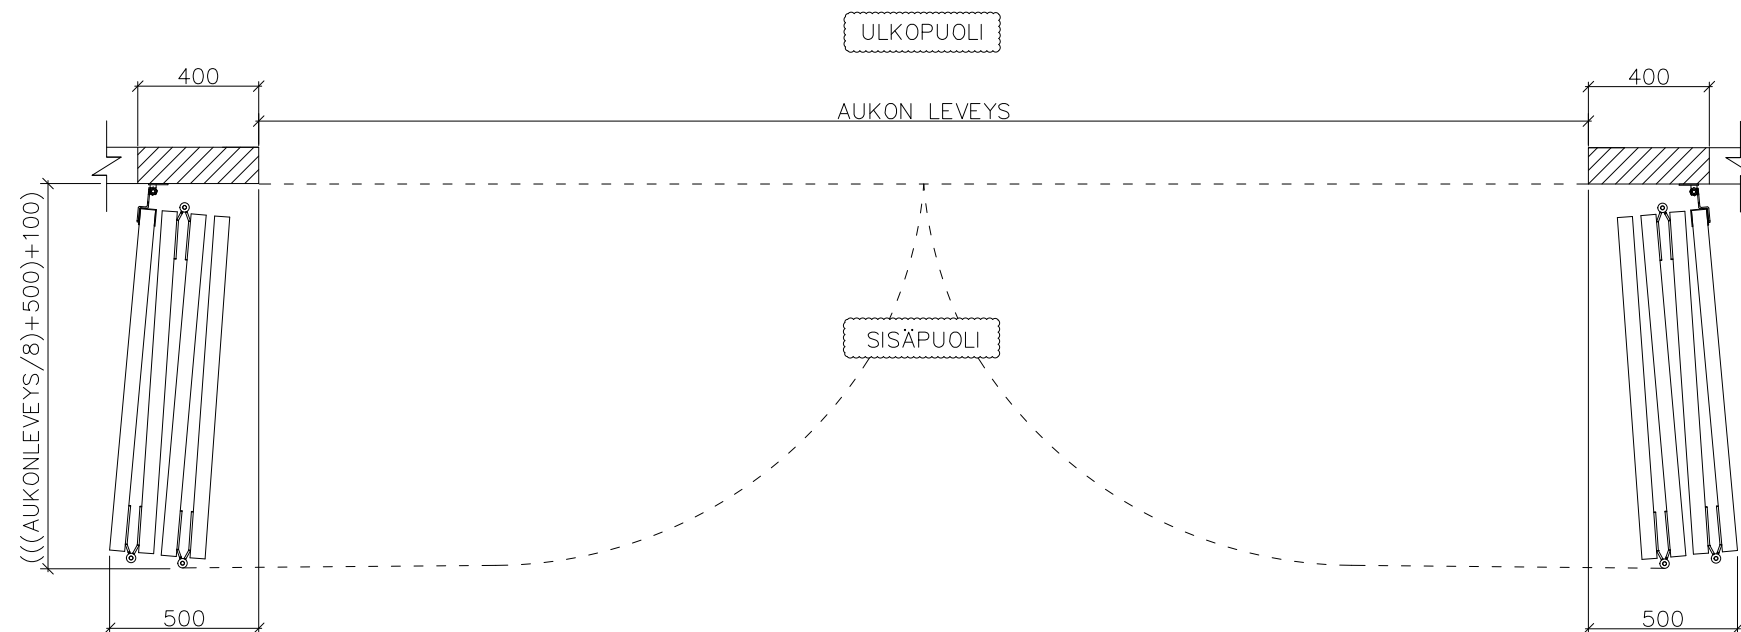 ULKOPUOLI
400
400
AUKON LEVEYS
(((AUKONLEVEYS/8)+500)+100)
SISÄPUOLI
500
500